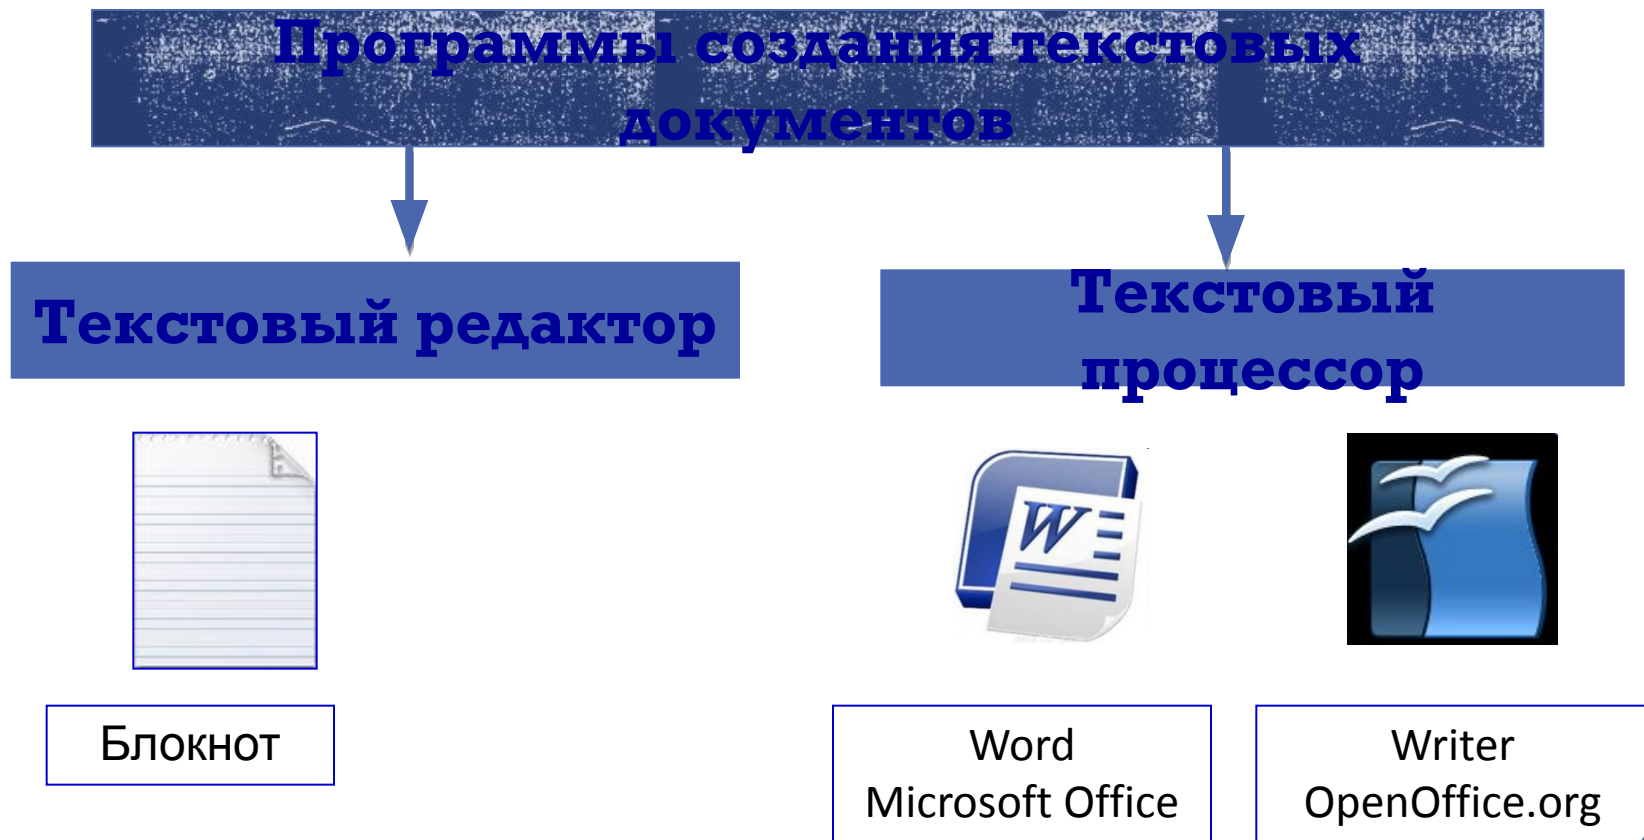 Программы создания текстовых
документов
Текстовый редактор
Текстовый
процессор
W
Блокнот
Word
Microsoft Office
Writer
OpenOffice.org